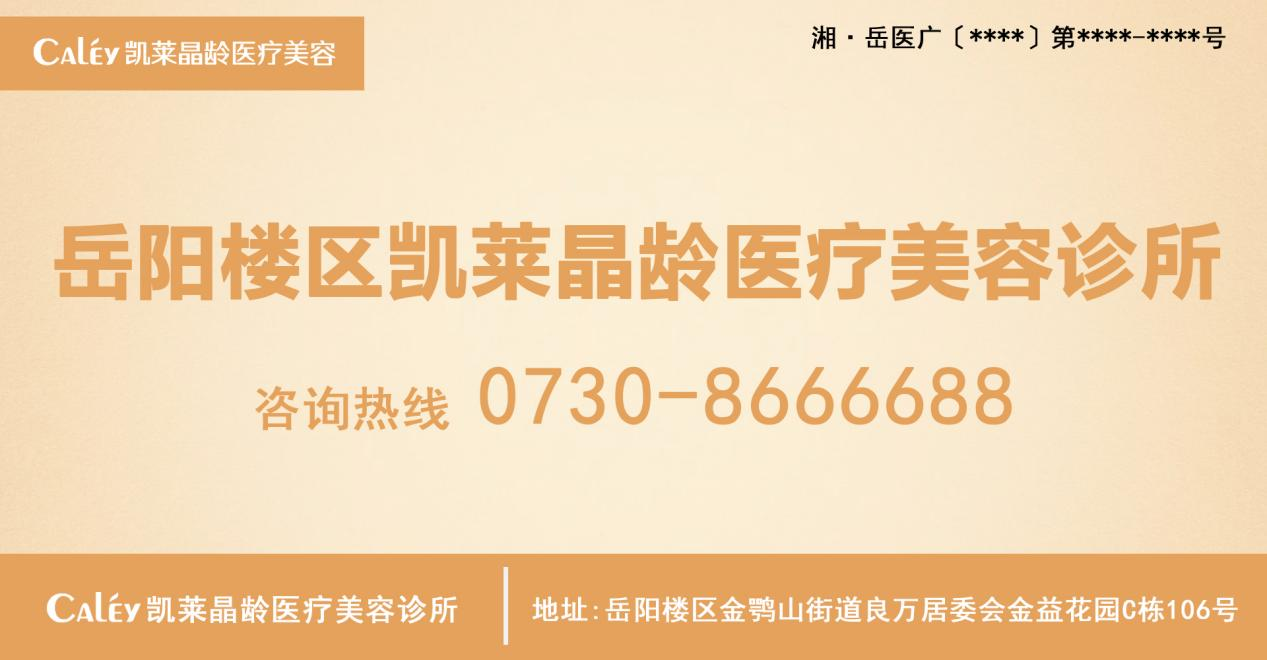 Caléy 凯莱晶龄医疗美容
湘·岳医广〔****〕第****-****号
岳阳楼区凯莱晶龄医疗美容诊所
咨询热线 0730-8666688
Caléy 凯莱晶龄医疗美容诊所
地址:岳阳楼区金鹗山街道良万居委会金益花园C栋106号